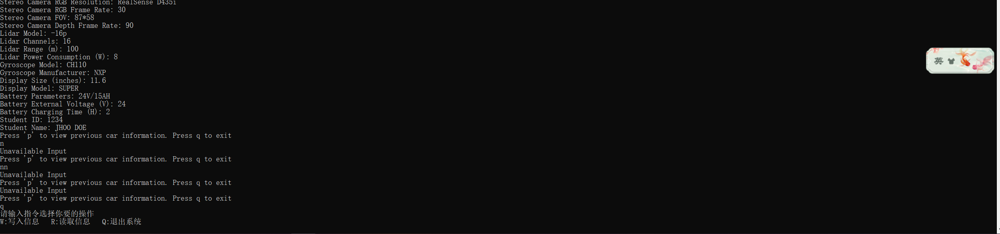 Stereo Camera RGB Resolution: RealSense D435i
Stereo Camera RGB Frame Rate: 30
Stereo Camera FOV: 87*58
Stereo Camera Depth Frame Rate: 90
Lidar Model: -16p
Lidar Channels: 16
Lidar Range (m): 100
Lidar Power Consumption (W): 8
Gyroscope Model: CH110
Gyroscope Manufacturer: NXP
Display Size (inches): 11.6
Display Model: SUPER
Battery Parameters: 24V/15AH
Battery External Voltage (V): 24
Battery Charging Time (H): 2
Student ID: 1234
Student Name: JHOO DOE
Press 'p' to view previous car information. Press q to exit
n
Unavailable Input
Press 'p' to view previous car information. Press q to exit
nn
Unavailable Input
Press 'p' to view previous car information. Press q to exit
Unavailable Input
Press 'p' to view previous car information. Press q to exit
q
请输入指令选择你要的操作
W:写入信息   R:读取信息   Q:退出系统
英